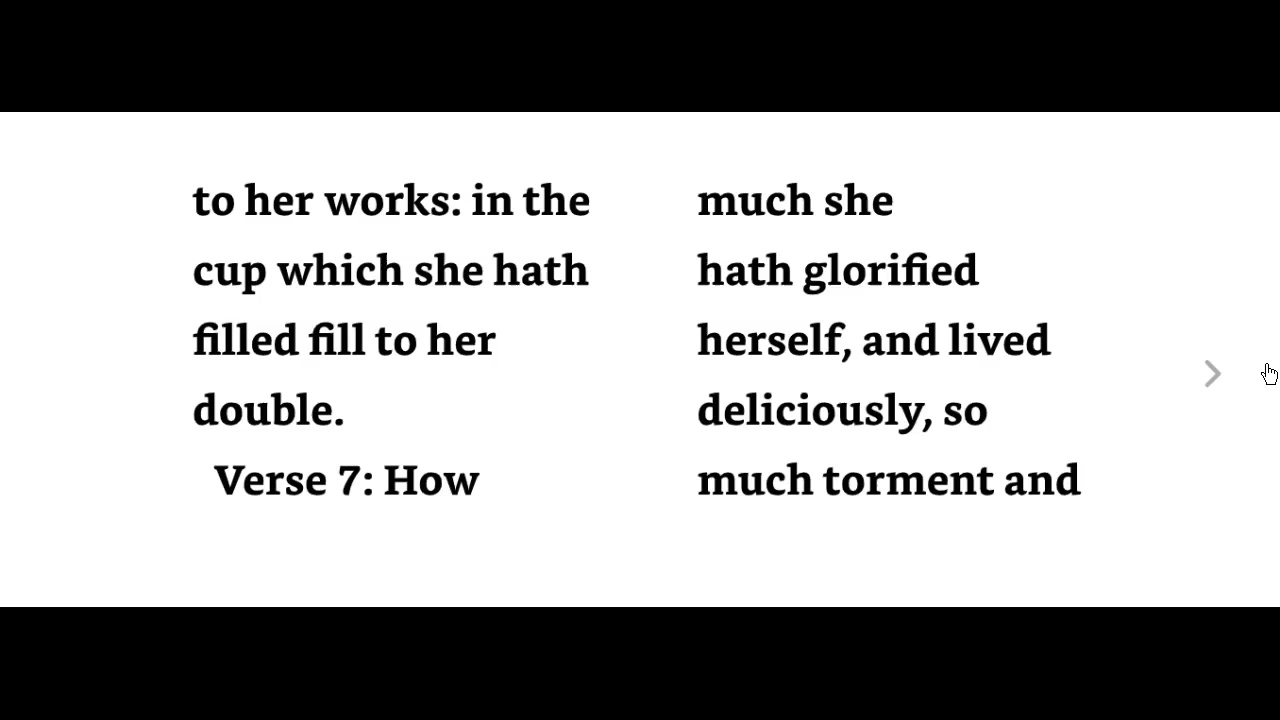 to her works: in the
cup which she hath
filled fill to her
double.
Verse 7: How
much she
hath glorified
herself, and lived
deliciously, so
much torment and